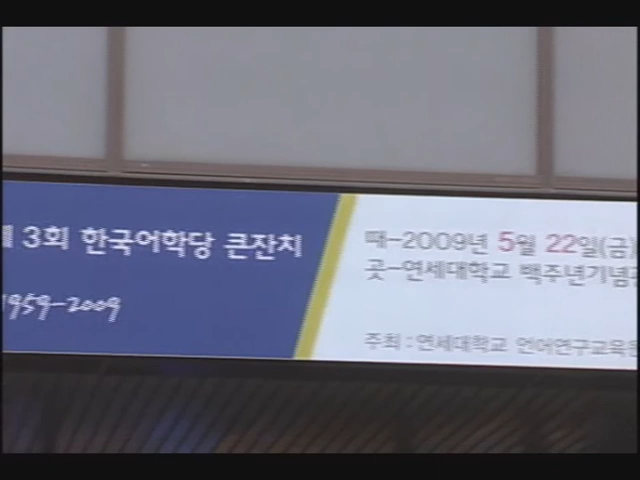 3회 한국어학당 큰잔치
1959-2009
때-2009년 5월 22일(금)
곳-연세대학교 백주년기념
주최:연세대학교 언어연구교육원